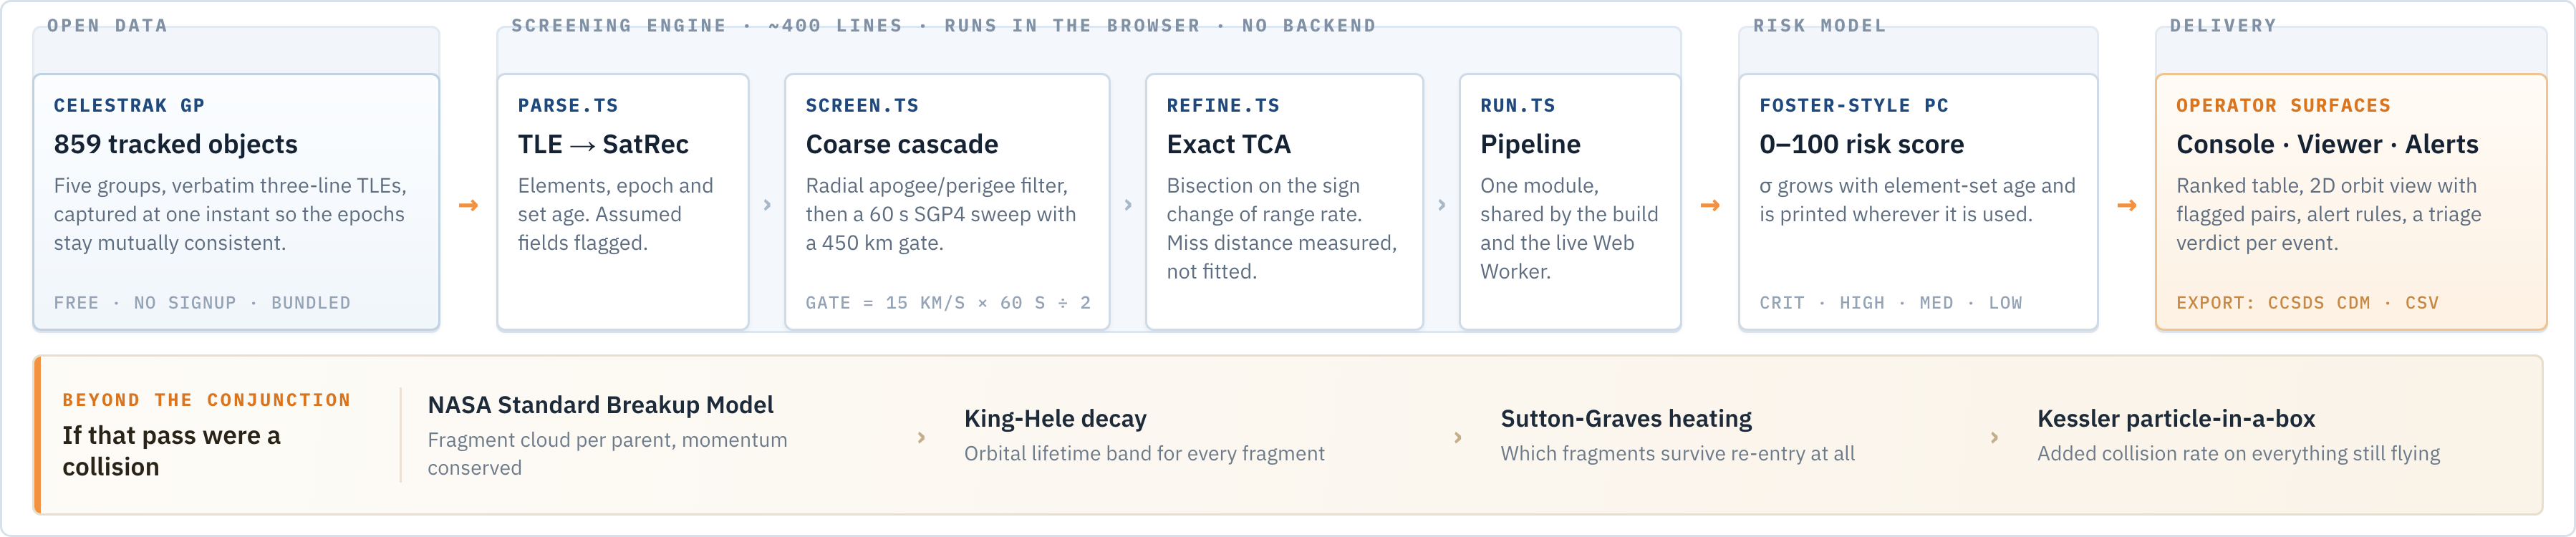 OPEN DATA
CELESTRAK GP
859 tracked objects
Five groups, verbatim three-line TLEs,
captured at one instant so the epochs
stay mutually consistent.
FREE · NO SIGNUP · BUNDLED
→
SCREENING ENGINE · ~400 LINES · RUNS IN THE BROWSER · NO BACKEND
PARSE.TS
TLE → SatRec
Elements, epoch and
set age. Assumed
fields flagged.
›
SCREEN.TS
Coarse cascade
Radial apogee/perigee filter,
then a 60 s SGP4 sweep with
a 450 km gate.
GATE = 15 KM/S × 60 S ÷ 2
›
REFINE.TS
Exact TCA
Bisection on the sign
change of range rate.
Miss distance measured,
not fitted.
›
RUN.TS
Pipeline
One module,
shared by the build
and the live Web
Worker.
→
RISK MODEL
FOSTER-STYLE PC
0–100 risk score
σ grows with element-set age and
is printed wherever it is used.
CRIT · HIGH · MED · LOW
→
DELIVERY
OPERATOR SURFACES
Console · Viewer · Alerts
Ranked table, 2D orbit view with
flagged pairs, alert rules, a triage
verdict per event.
EXPORT: CCSDS CDM · CSV
BEYOND THE CONJUNCTION
If that pass were a
collision
NASA Standard Breakup Model
Fragment cloud per parent, momentum
conserved
›
King-Hele decay
Orbital lifetime band for every fragment
›
Sutton-Graves heating
Which fragments survive re-entry at all
›
Kessler particle-in-a-box
Added collision rate on everything still flying